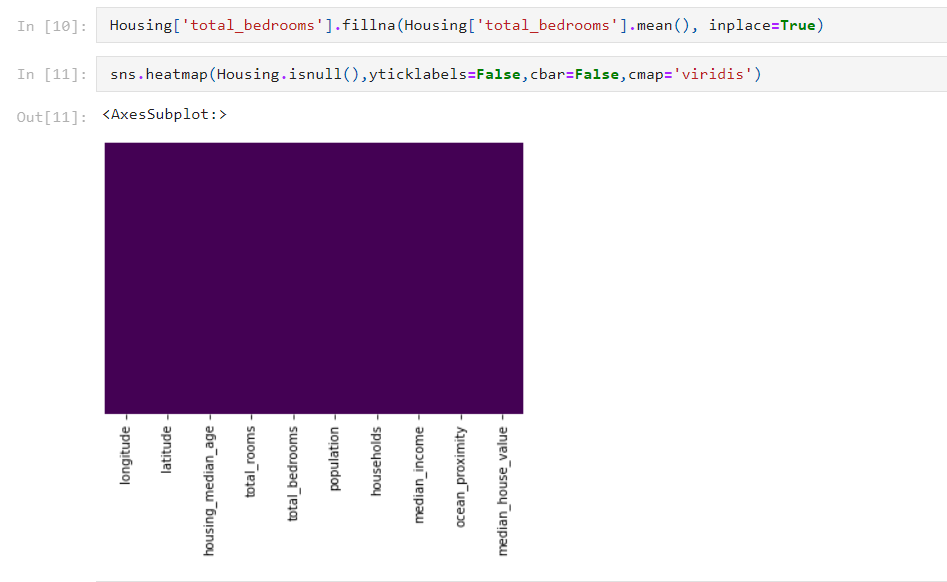 In [10]: Housing['total_bedrooms'].fillna(Housing['total_bedrooms'].mean(), inplace=True)
In [11]: sns.heatmap(Housing.isnull(),yticklabels=False,cbar=False,cmap='viridis')
Out[11]: <AxesSubplot:>
longitude
latitude
housing_median_age
total_rooms
total_bedrooms
population
households
median_income
ocean_proximity
median_house_value